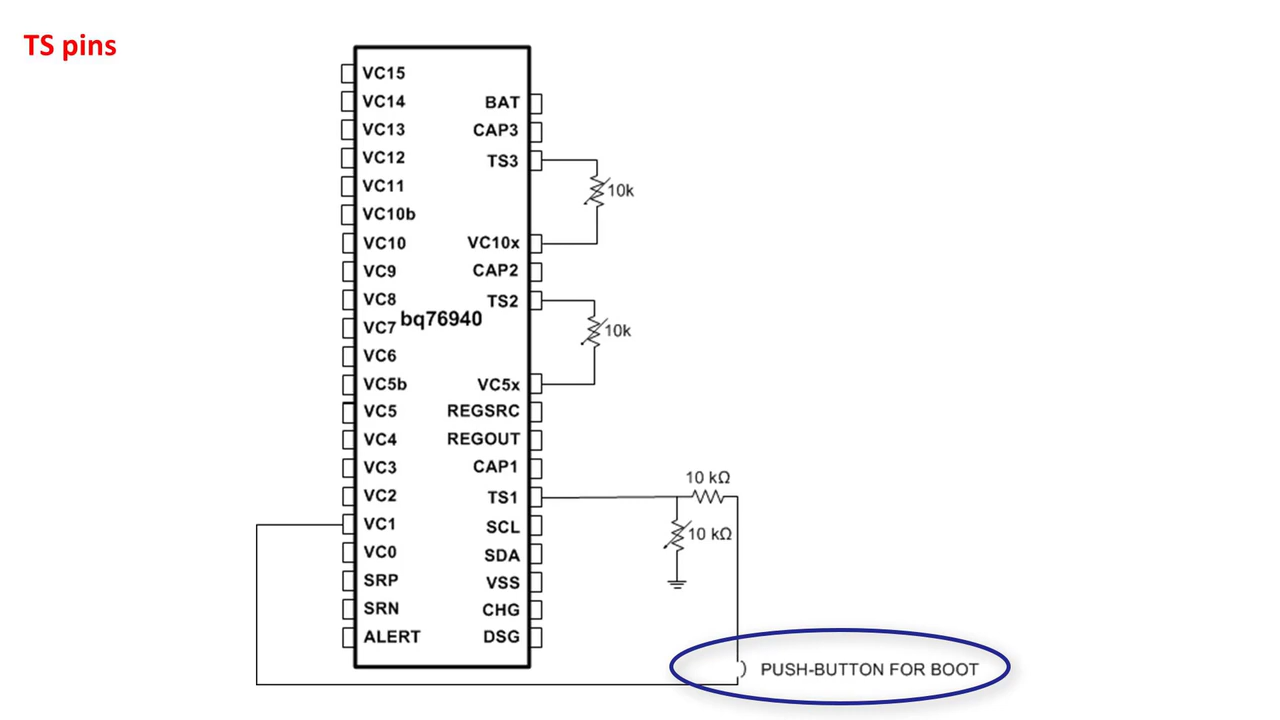 TS pins
VC15
VC14
BAT
VC13
CAP3
VC12
TS3
VC11
10k
VC10b
VC10
VC10x
VC9
CAP2
VC8
TS2
bq76940
VC7
10k
VC6
VC5b
VC5x
VC5
REGSRC
VC4
REGOUT
VC3
CAP1
10 kΩ
VC2
TS1
VC1
SCL
10 kΩ
VC0
SDA
SRP
VSS
SRN
CHG
ALERT
DSG
PUSH-BUTTON FOR BOOT